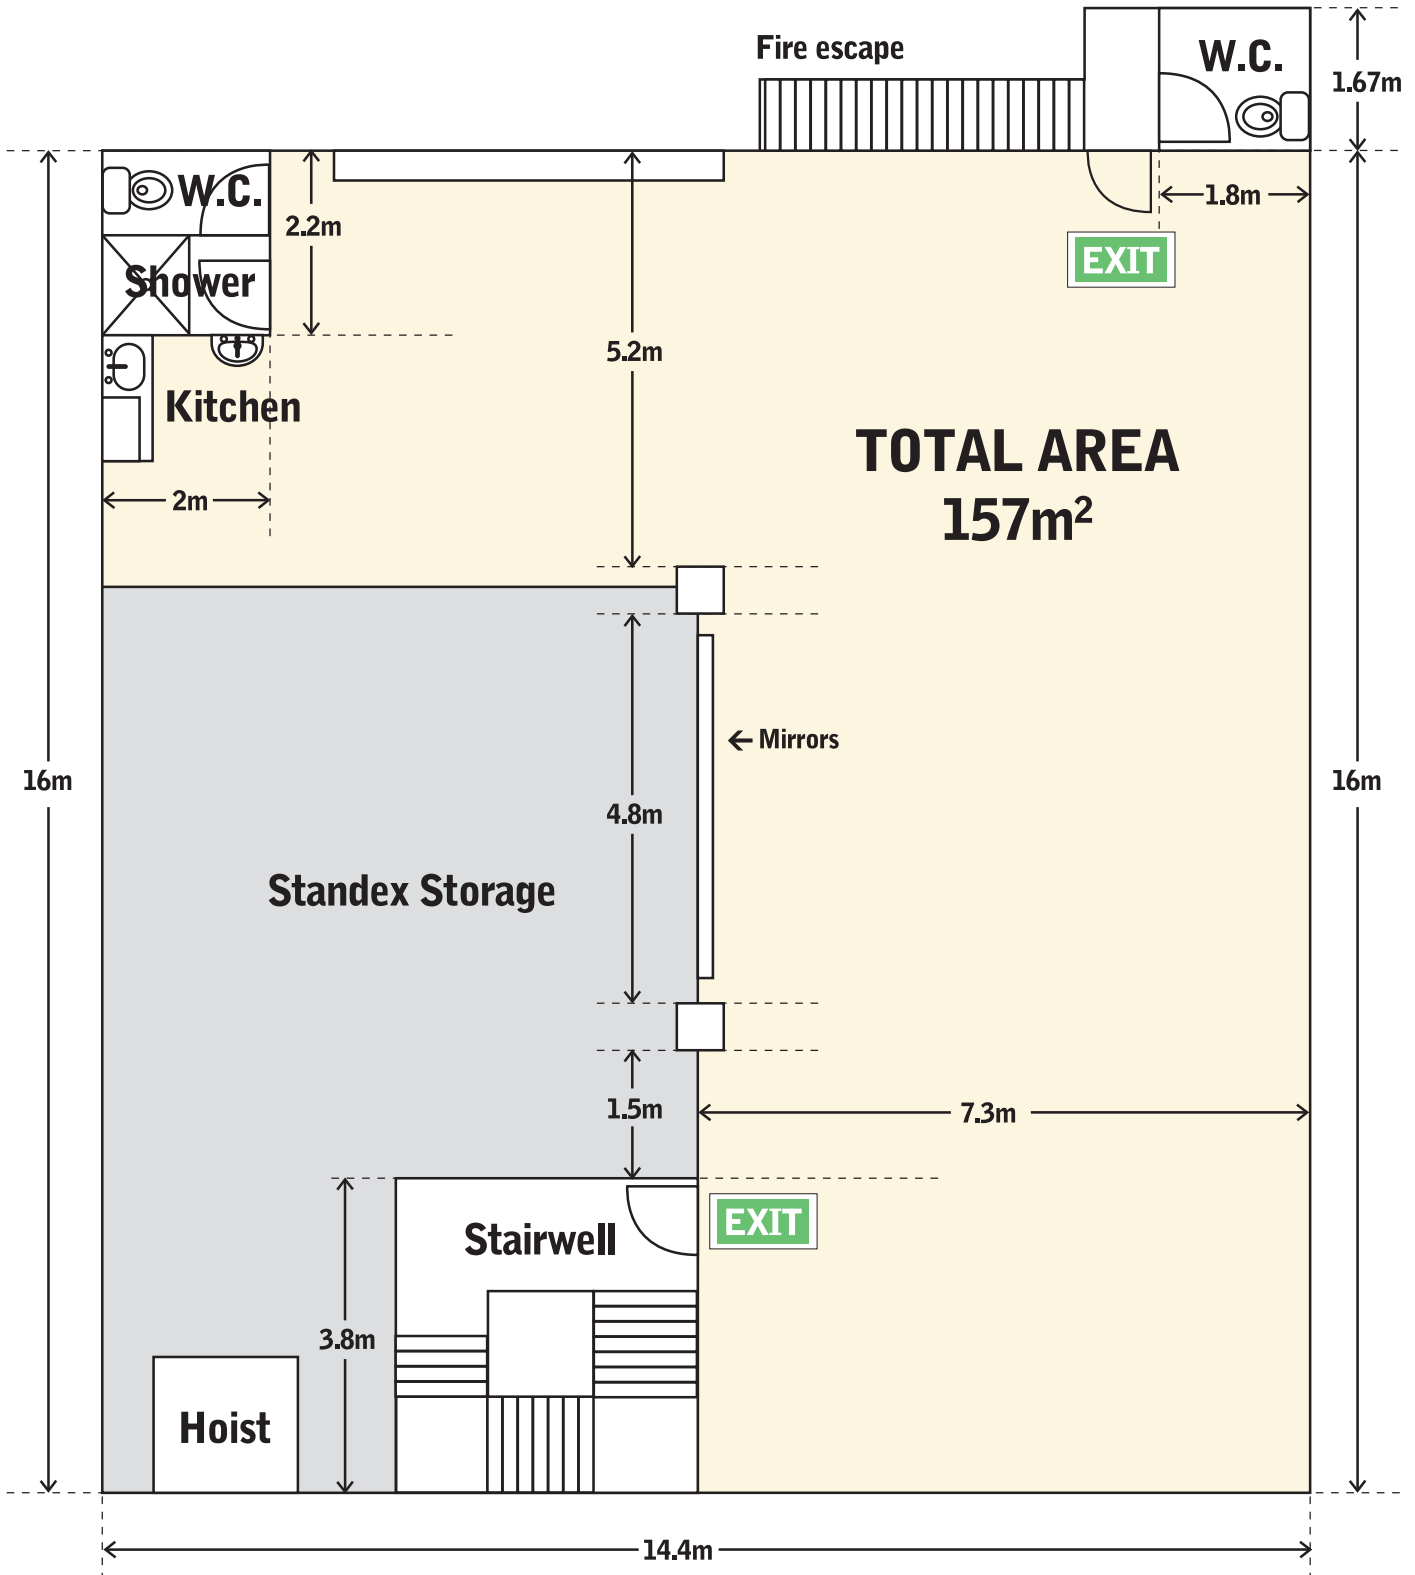 Fire escape
W.C.
1.67m
W.C.
2.2m
1.8m
Shower
EXIT
5.2m
Kitchen
TOTAL AREA
157m²
2m
Mirrors
16m
16m
4.8m
Standex Storage
1.5m
7.3m
Stairwell
EXIT
3.8m
Hoist
14.4m